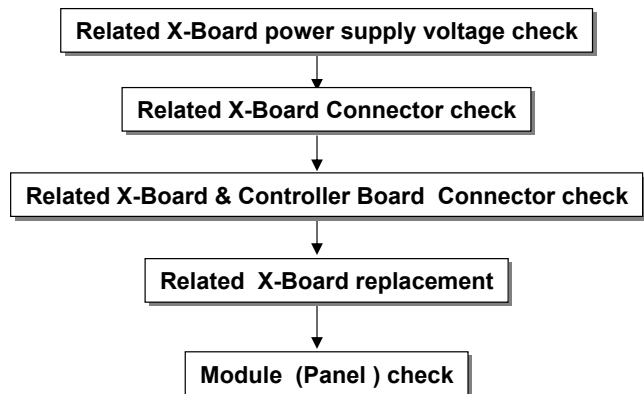 Related X-Board power supply voltage check
Related X-Board Connector check
Related X-Board & Controller Board Connector check
Related X-Board replacement
Module (Panel ) check